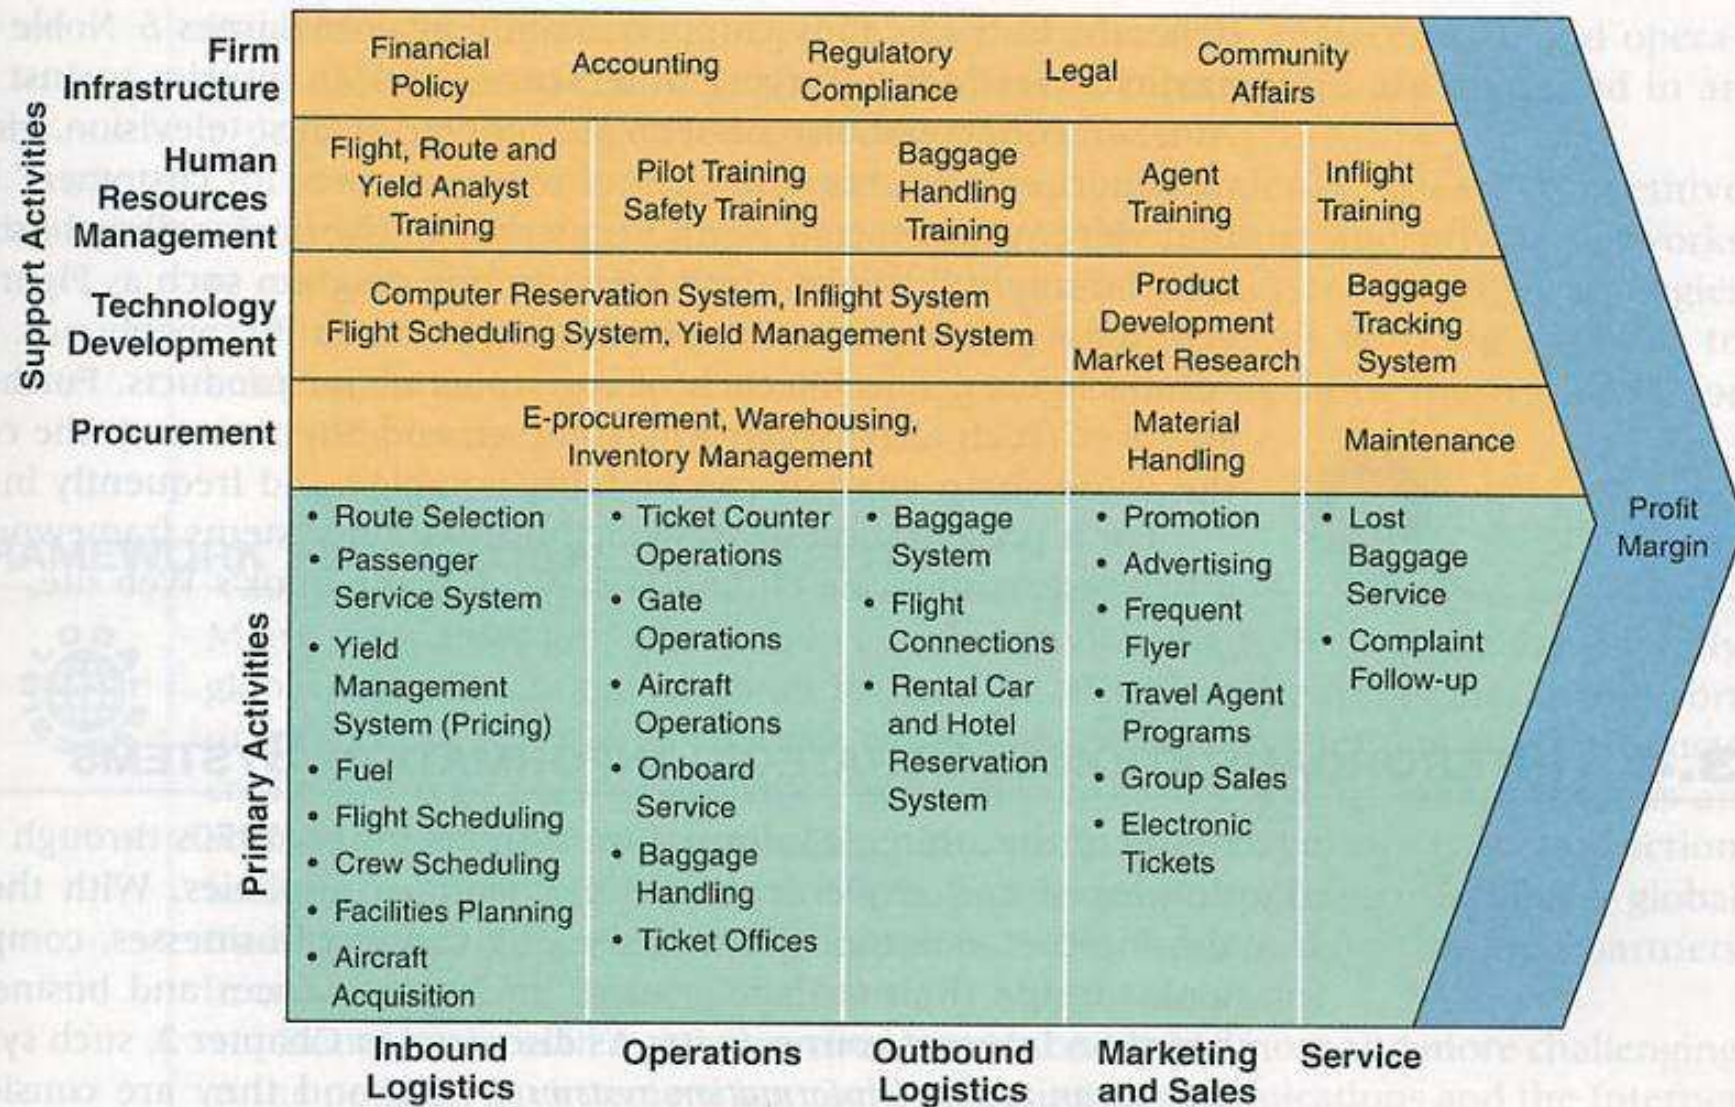 Support Activities
Firm
Infrastructure
Financial
Policy
Accounting
Regulatory
Compliance
Legal
Community
Affairs
Human
Resources
Management
Flight, Route and
Yield Analyst
Training
Pilot Training
Safety Training
Baggage
Handling
Training
Agent
Training
Inflight
Training
Technology
Development
Computer Reservation System, Inflight System
Flight Scheduling System, Yield Management System
Product
Development
Market Research
Baggage
Tracking
System
Procurement
E-procurement, Warehousing,
Inventory Management
Material
Handling
Maintenance
Profit
Margin
Primary Activities
• Route Selection
• Passenger
Service System
• Yield
Management
System (Pricing)
• Fuel
• Flight Scheduling
• Crew Scheduling
• Facilities Planning
• Aircraft
Acquisition
• Ticket Counter
Operations
• Gate
Operations
• Aircraft
Operations
• Onboard
Service
• Baggage
Handling
• Ticket Offices
• Baggage
System
• Flight
Connections
• Rental Car
and Hotel
Reservation
System
• Promotion
• Advertising
• Frequent
Flyer
• Travel Agent
Programs
• Group Sales
• Electronic
Tickets
• Lost
Baggage
Service
• Complaint
Follow-up
Inbound
Logistics
Operations
Outbound
Logistics
Marketing
and Sales
Service